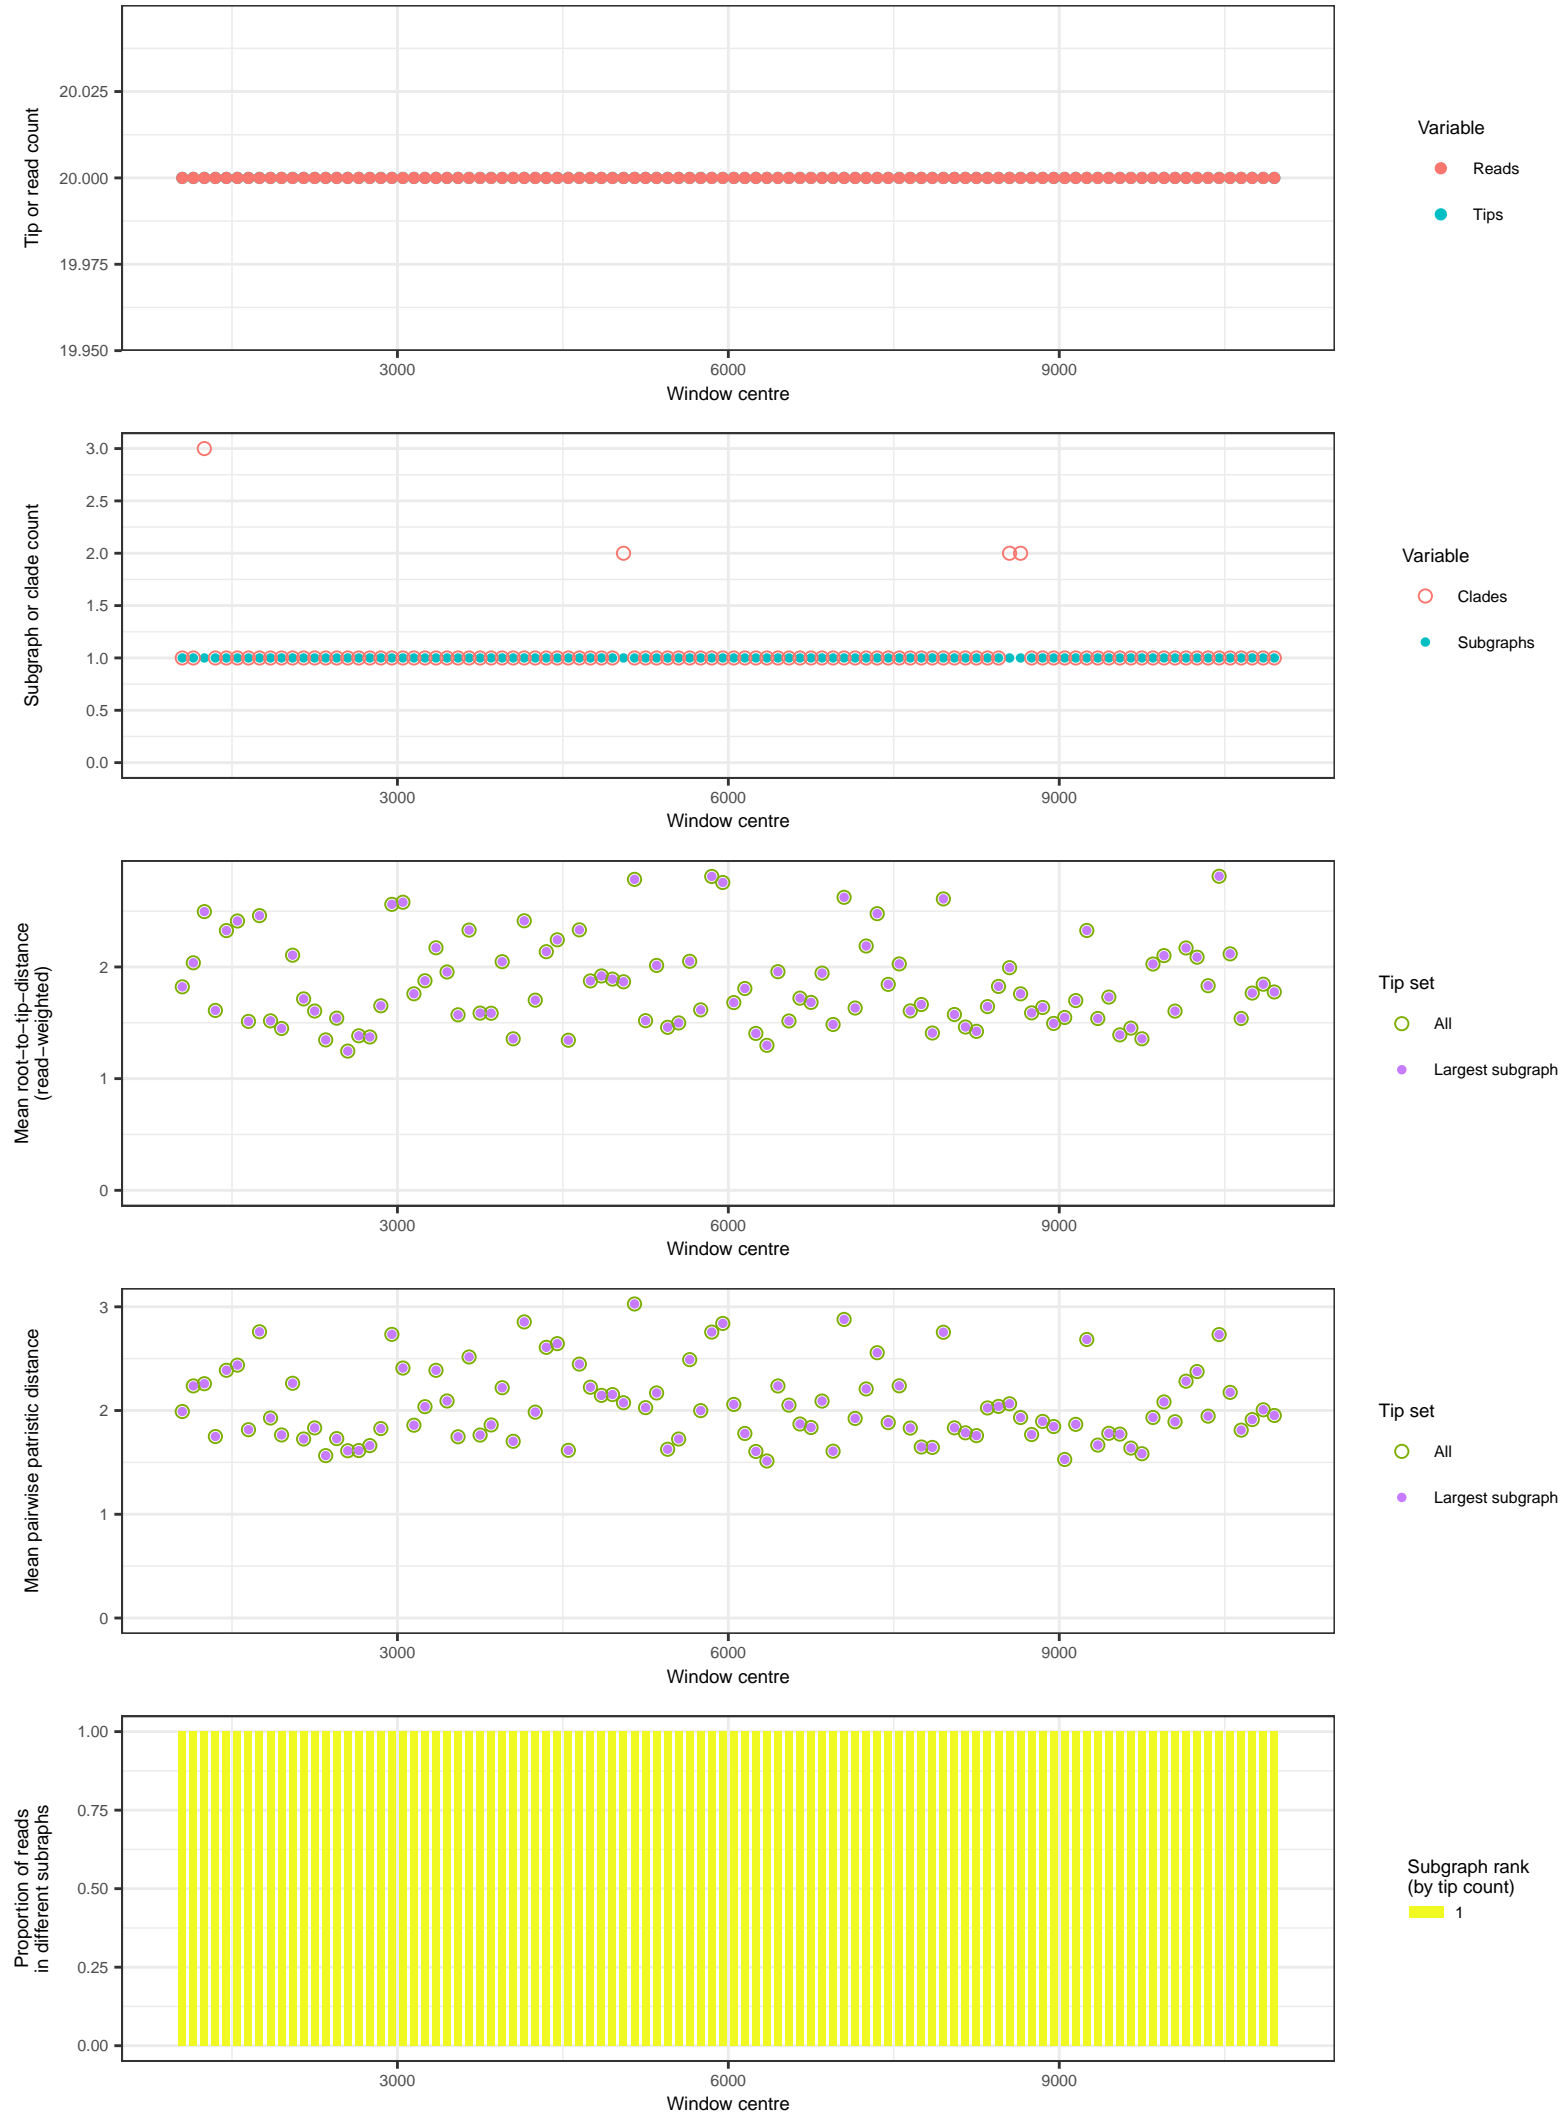 20.025
20.000
19.975
19.950
Tip or read count
3000 6000 9000
Window centre
Variable
Reads
Tips
3.0
2.5
2.0
1.5
1.0
0.5
0.0
Subgraph or clade count
3000 6000 9000
Window centre
Variable
Clades
Subgraphs
2
1
0
Mean root−to−tip−distance
(read−weighted)
3000 6000 9000
Window centre
Tip set
All
Largest subgraph
3
2
1
0
Mean pairwise patristic distance
3000 6000 9000
Window centre
Tip set
All
Largest subgraph
1.00
0.75
0.50
0.25
0.00
Proportion of reads
in different subraphs
3000 6000 9000
Window centre
Subgraph rank
(by tip count)
1